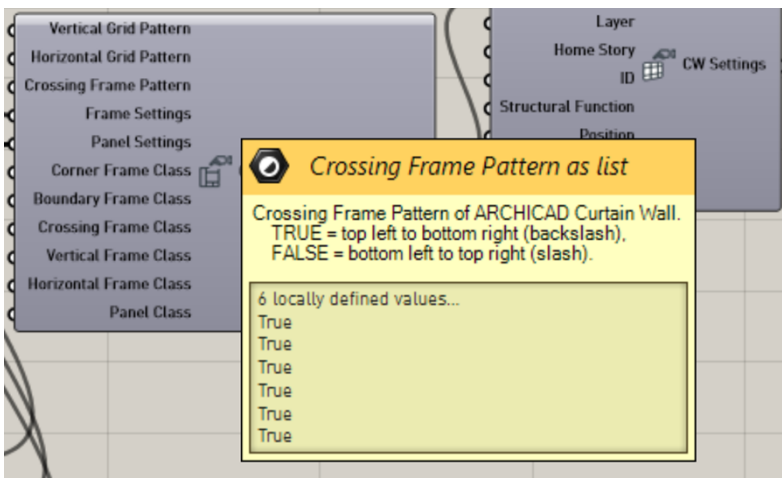 Vertical Grid Pattern
Horizontal Grid Pattern
Crossing Frame Pattern
Frame Settings
Panel Settings
Corner Frame Class
Boundary Frame Class
Crossing Frame Class
Vertical Frame Class
Horizontal Frame Class
Panel Class
Layer
Home Story
ID
CW Settings
Structural Function
Position
Crossing Frame Pattern as list
Crossing Frame Pattern of ARCHICAD Curtain Wall.
TRUE = top left to bottom right (backslash),
FALSE = bottom left to top right (slash).
6 locally defined values...
True
True
True
True
True
True